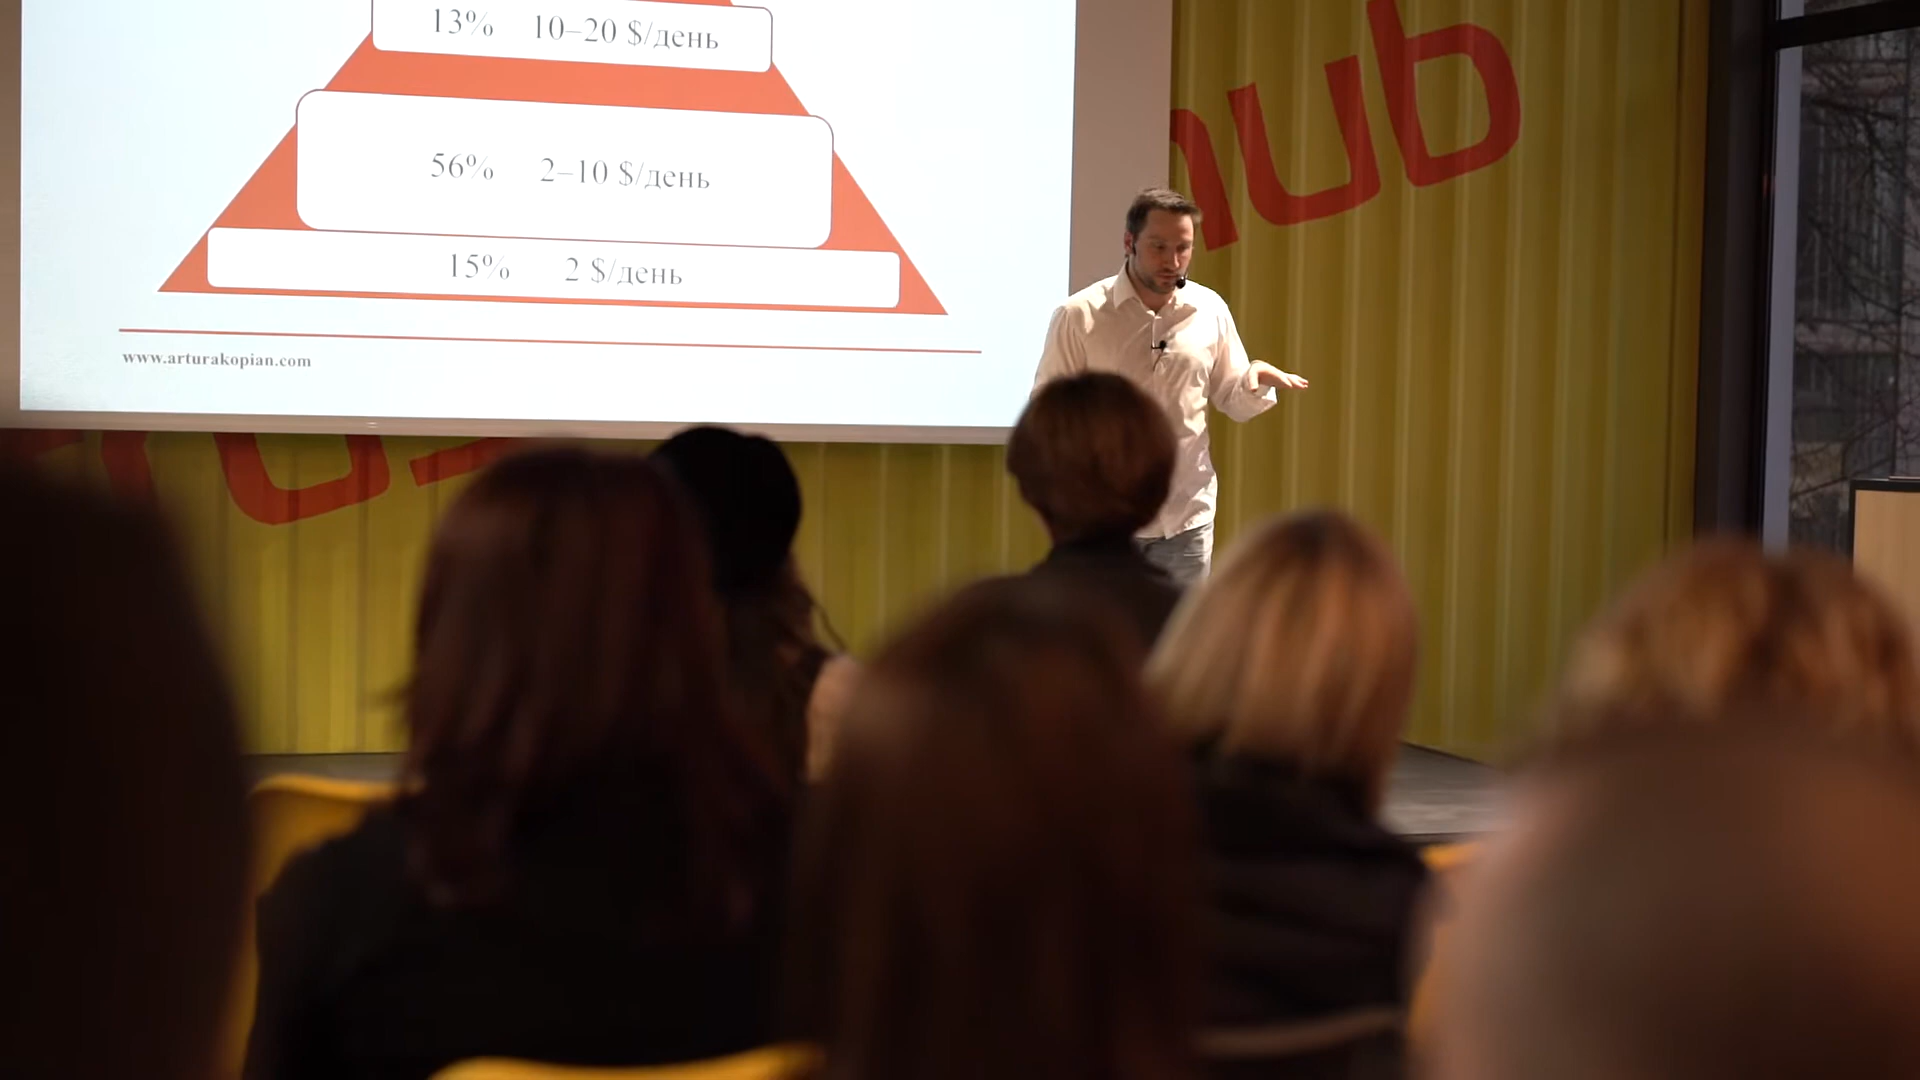 13% 10–20 $/день
56% 2–10 $/день
15% 2 $/день
www.arturakopian.com
hub